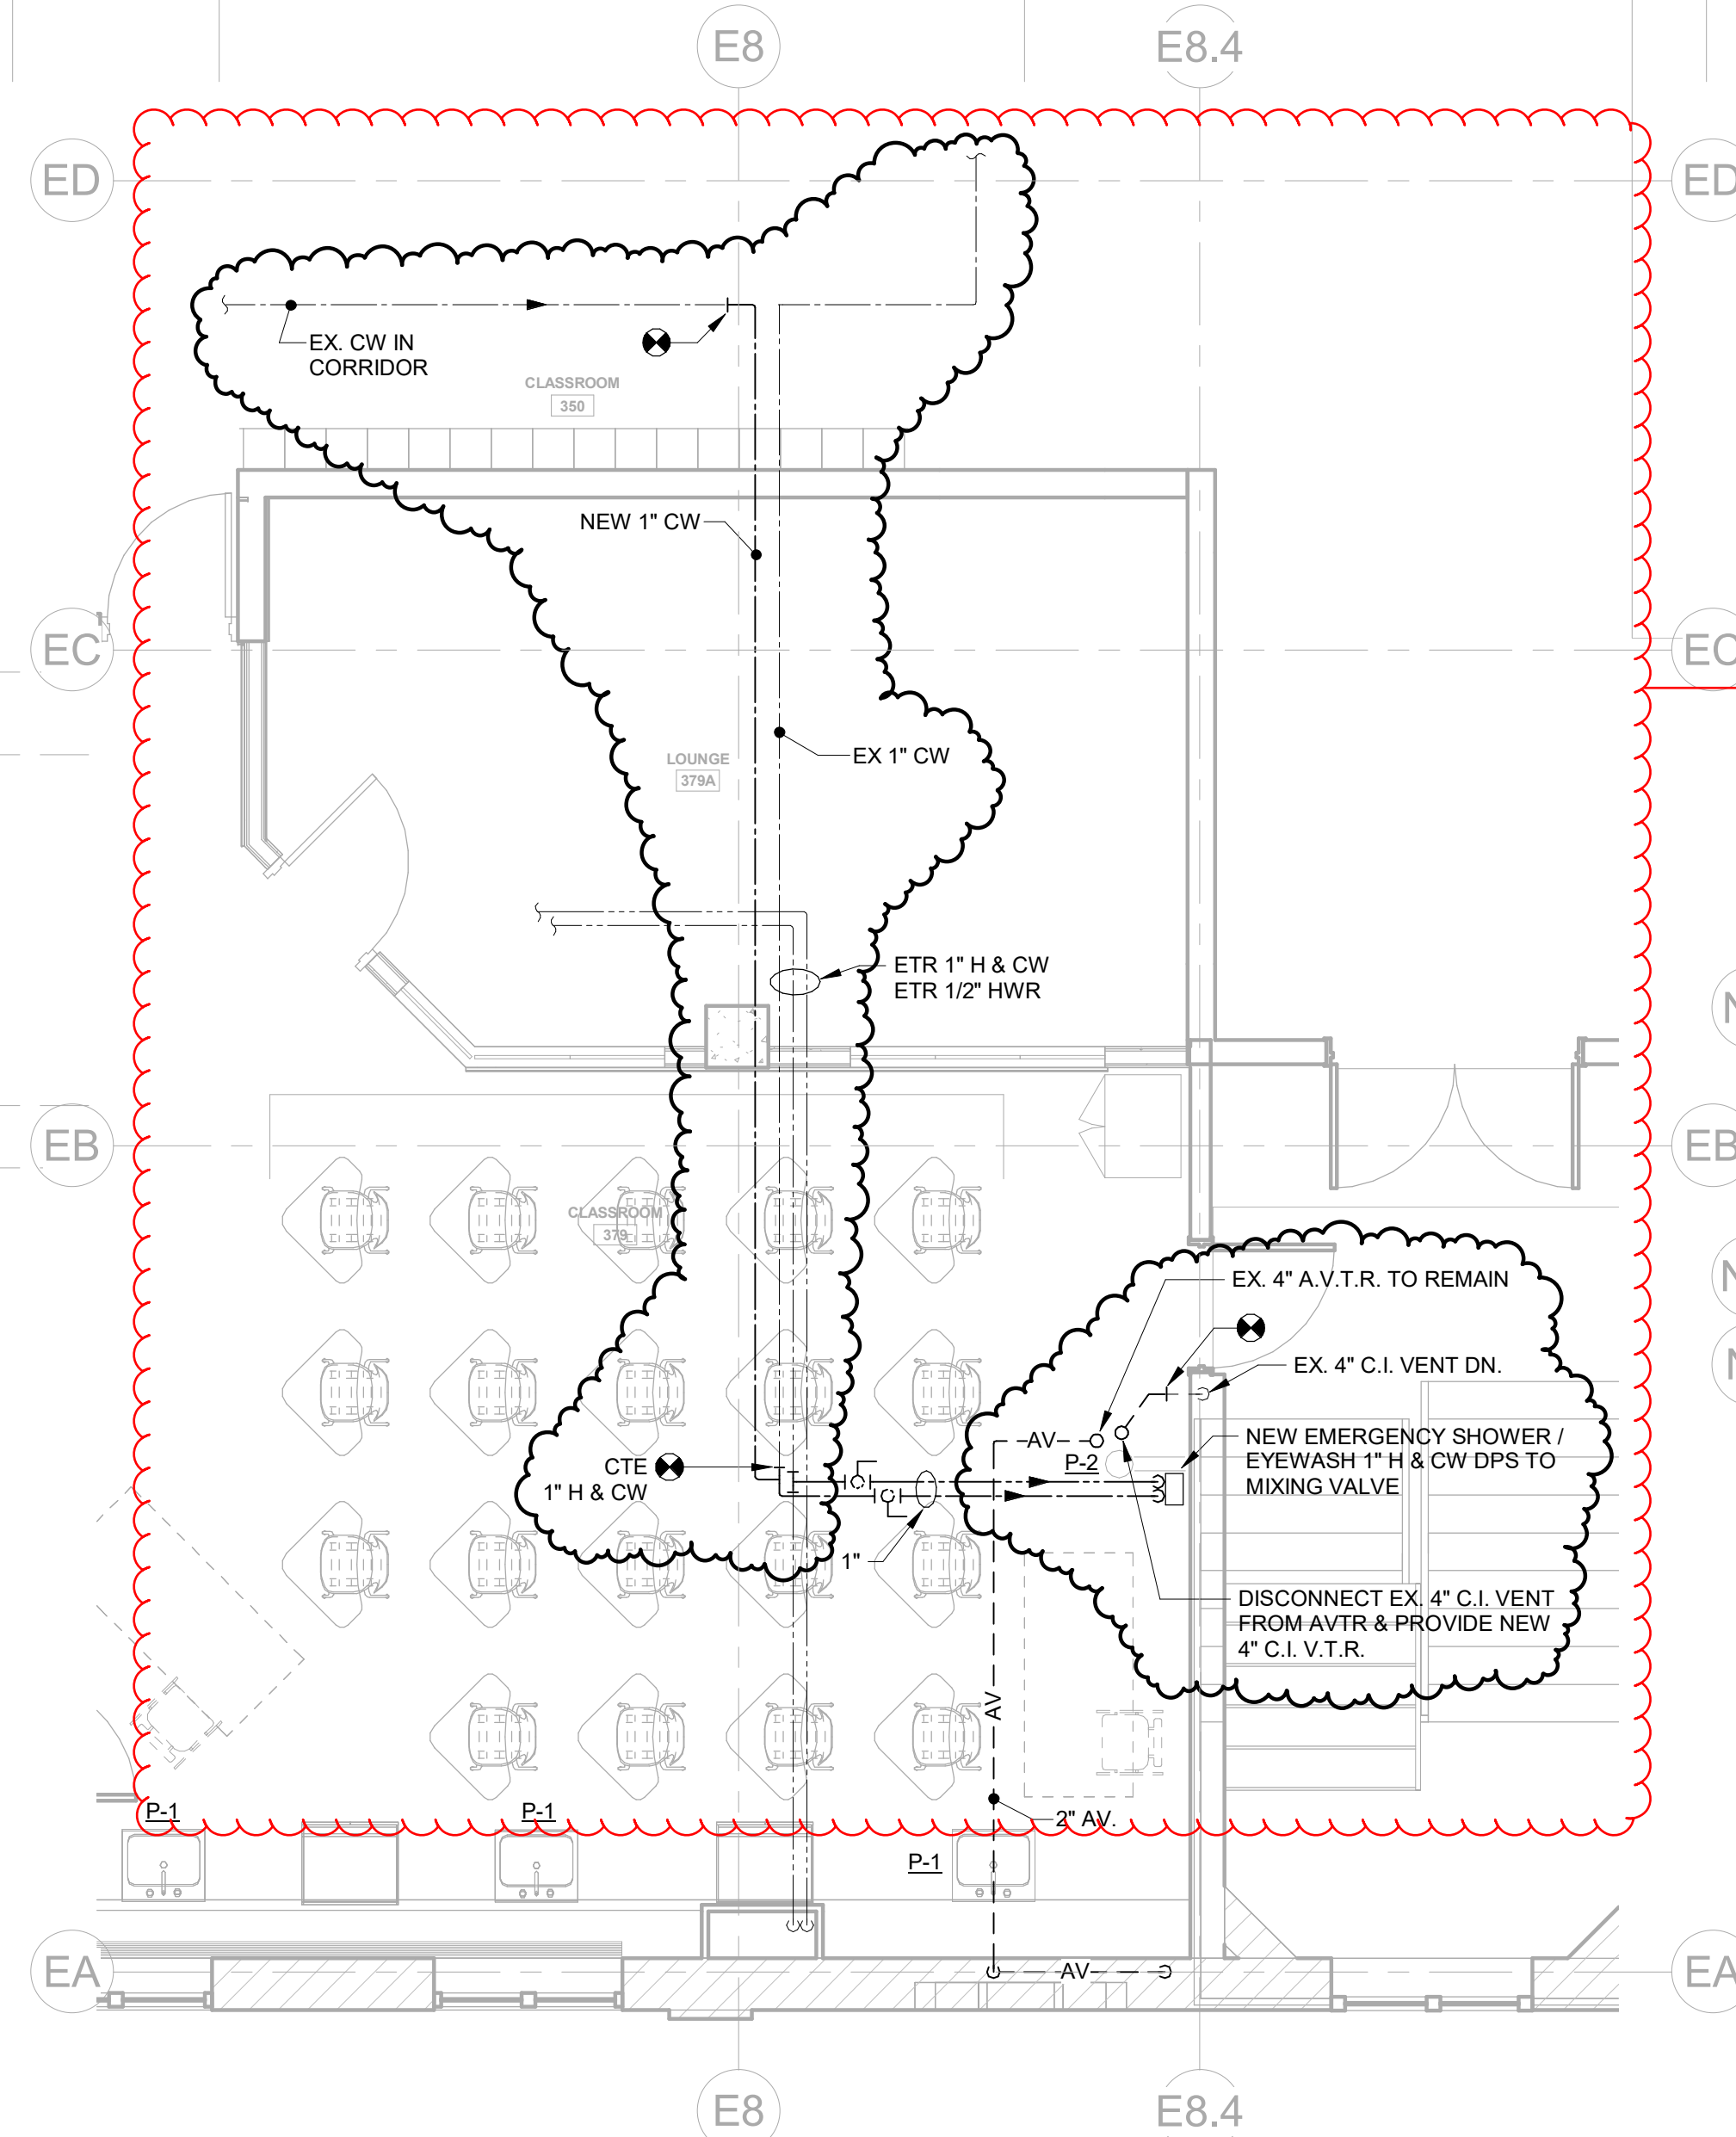 E8
E8.4
ED
ED
EX. CW IN
CORRIDOR
CLASSROOM
350
NEW 1" CW
EC
EC
EX 1" CW
LOUNGE
379A
ETR 1" H & CW
ETR 1/2" HWR
EB
EB
CLASSROOM
379
EX. 4" A.V.T.R. TO REMAIN
EX. 4" C.I. VENT DN.
AV
P-2
NEW EMERGENCY SHOWER /
EYEWASH 1" H & CW DPS TO
MIXING VALVE
CTE
1" H & CW
1"
DISCONNECT EX. 4" C.I. VENT
FROM AVTR & PROVIDE NEW
4" C.I. V.T.R.
AV
P-1
P-1
2" AV.
P-1
EA
AV
EA
E8
E8.4